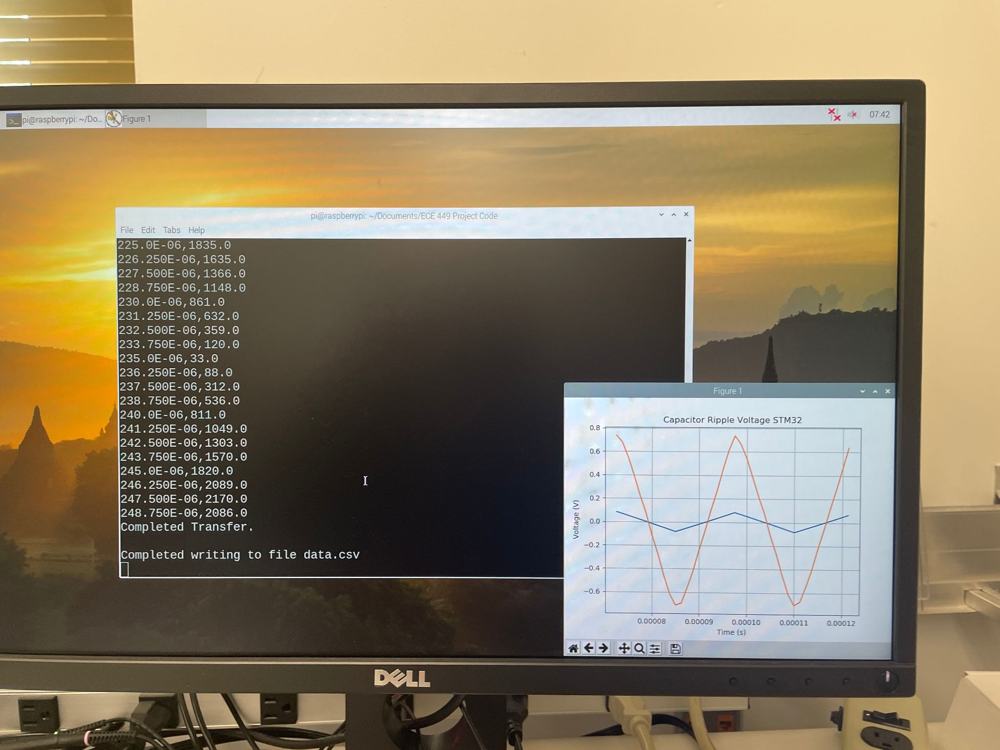 pi@raspberrypi: ~/Do... Figure 1 07:42
pi@raspberrypi: ~/Documents/ECE 449 Project Code
File Edit Tabs Help
225.0E-06,1835.0
226.250E-06,1635.0
227.500E-06,1366.0
228.750E-06,1148.0
230.0E-06,861.0
231.250E-06,632.0
232.500E-06,359.0
233.750E-06,120.0
235.0E-06,33.0
236.250E-06,88.0
237.500E-06,312.0
238.750E-06,536.0
240.0E-06,811.0
241.250E-06,1049.0
242.500E-06,1303.0
243.750E-06,1570.0
245.0E-06,1820.0
246.250E-06,2089.0
247.500E-06,2170.0
248.750E-06,2086.0
Completed Transfer.
Completed writing to file data.csv
Figure 1
Capacitor Ripple Voltage STM32
0.8
0.6
0.4
0.2
0.0
−0.2
−0.4
−0.6
Voltage (V)
0.00008 0.00009 0.00010 0.00011 0.00012
Time (s)
DELL